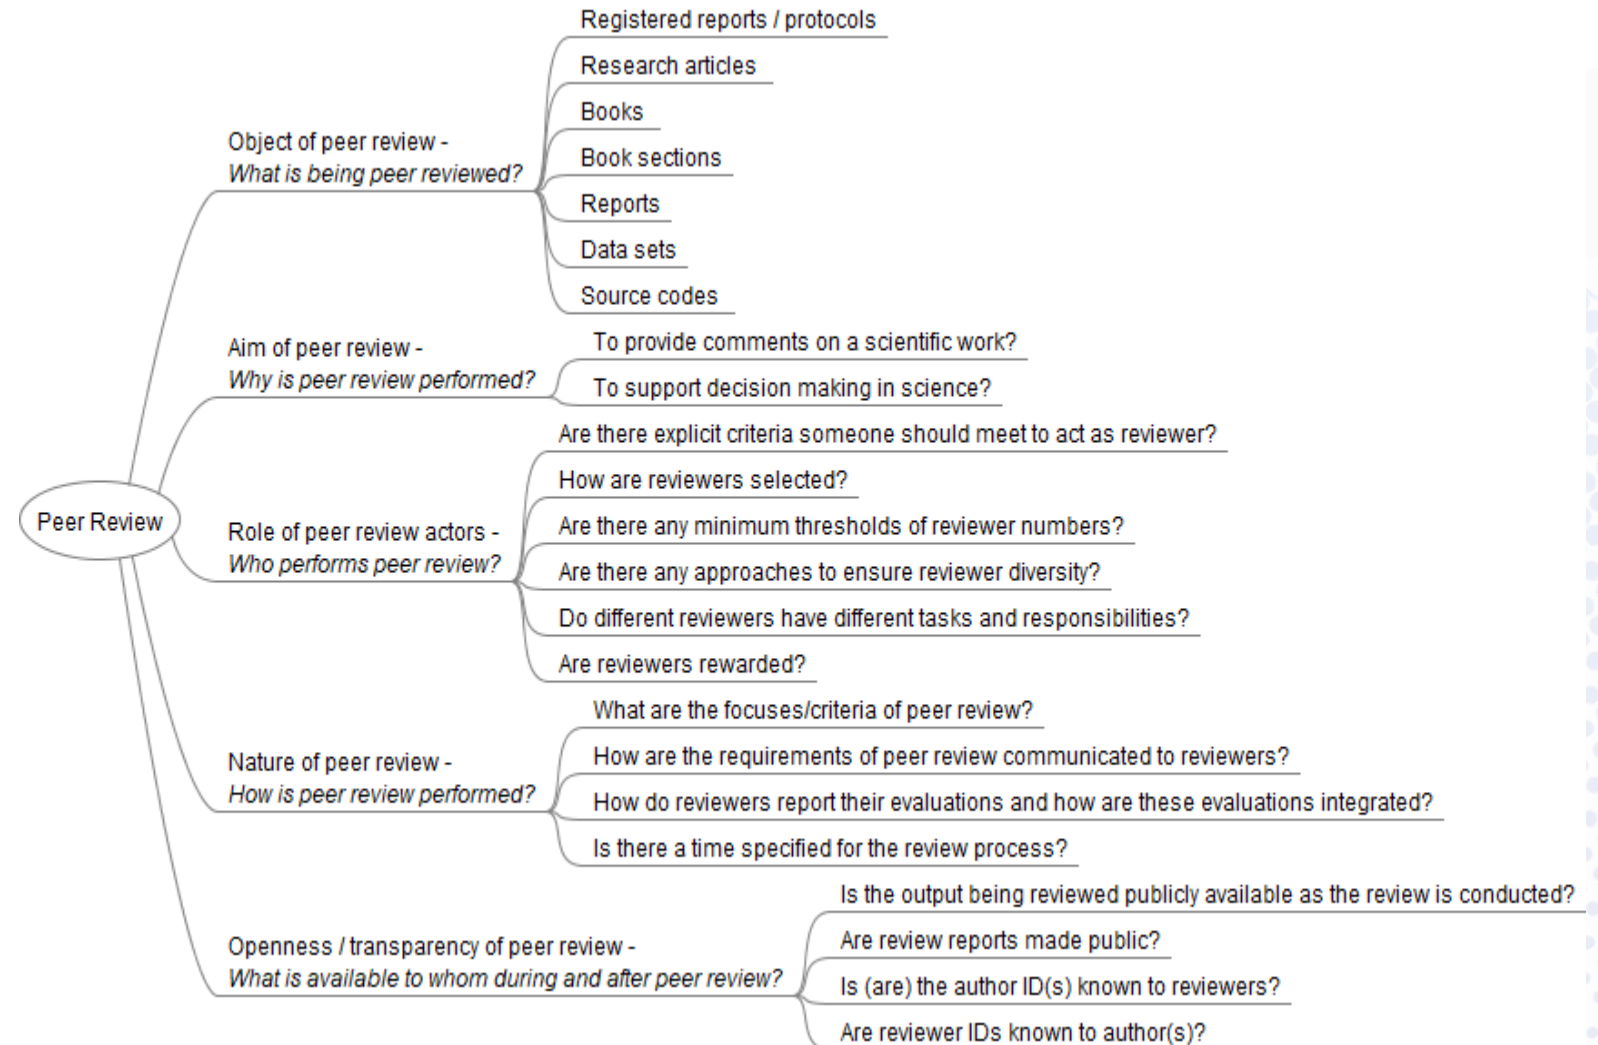 Peer Review
Object of peer review -
What is being peer reviewed?
Registered reports / protocols
Research articles
Books
Book sections
Reports
Data sets
Source codes
Aim of peer review -
Why is peer review performed?
To provide comments on a scientific work?
To support decision making in science?
Role of peer review actors -
Who performs peer review?
Are there explicit criteria someone should meet to act as reviewer?
How are reviewers selected?
Are there any minimum thresholds of reviewer numbers?
Are there any approaches to ensure reviewer diversity?
Do different reviewers have different tasks and responsibilities?
Are reviewers rewarded?
Nature of peer review -
How is peer review performed?
What are the focuses/criteria of peer review?
How are the requirements of peer review communicated to reviewers?
How do reviewers report their evaluations and how are these evaluations integrated?
Is there a time specified for the review process?
Openness / transparency of peer review -
What is available to whom during and after peer review?
Is the output being reviewed publicly available as the review is conducted?
Are review reports made public?
Is (are) the author ID(s) known to reviewers?
Are reviewer IDs known to author(s)?